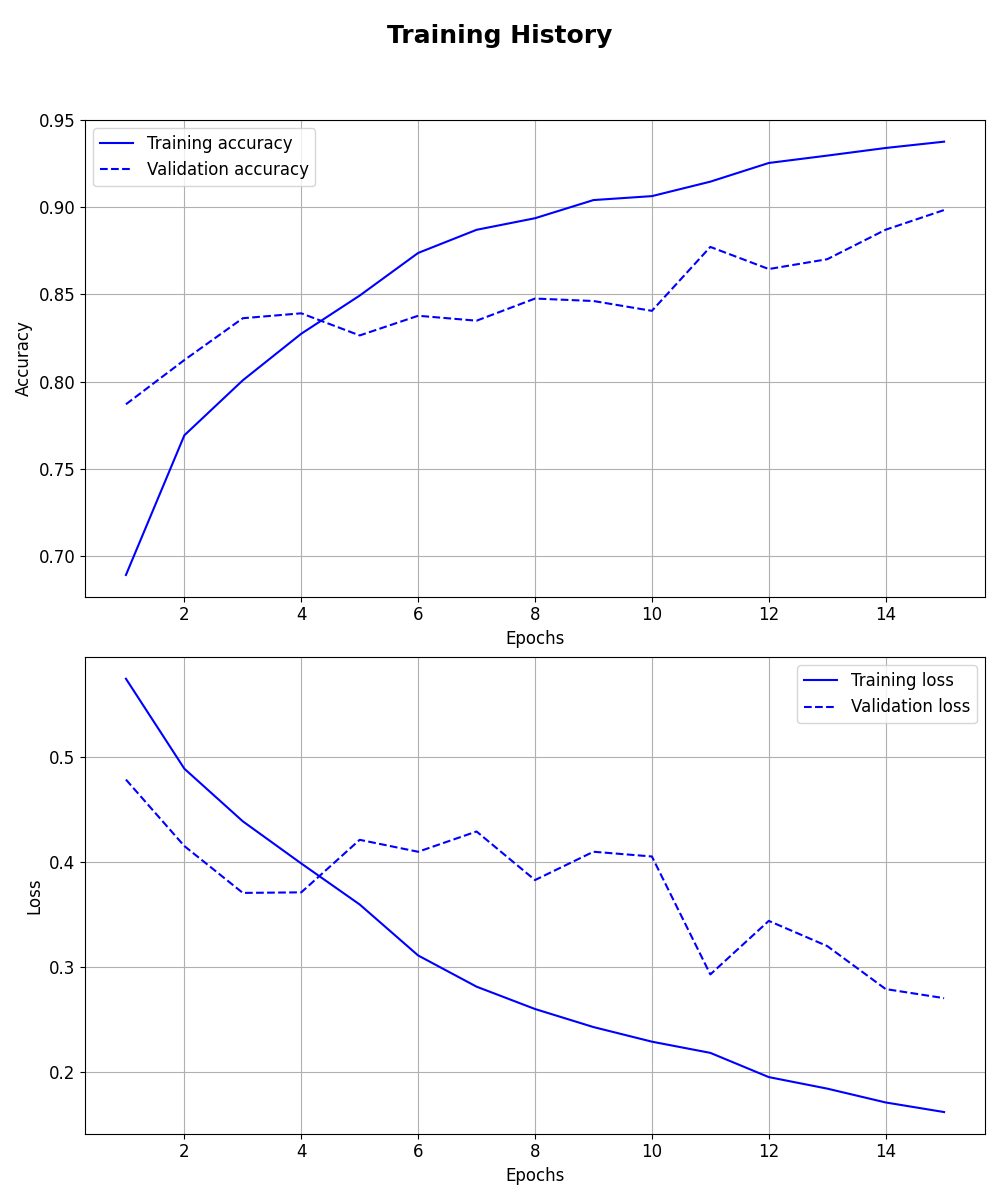 Training History
0.95
0.90
0.85
0.80
0.75
0.70
Accuracy
Training accuracy
Validation accuracy
2 4 6 8 10 12 14
Epochs
0.5
0.4
0.3
0.2
Loss
Training loss
Validation loss
2 4 6 8 10 12 14
Epochs